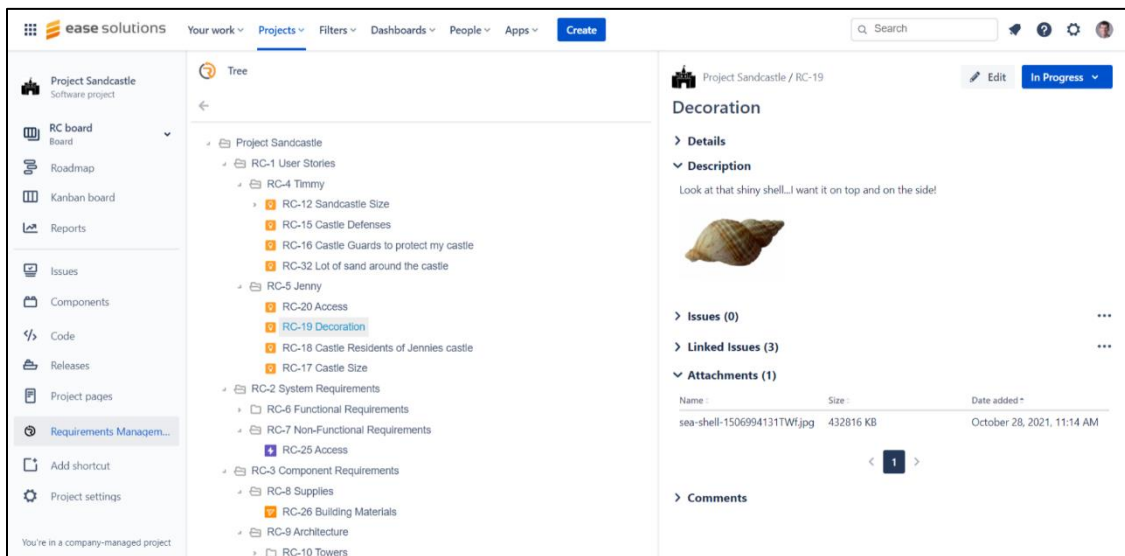 ease solutions
Your work Projects Filters Dashboards People Apps Create
Search
Project Sandcastle
Software project
RC board
Board
Roadmap
Kanban board
Reports
Issues
Components
Code
Releases
Project pages
Requirements Managem...
Add shortcut
Project settings
You're in a company-managed project
Tree
Project Sandcastle
RC-1 User Stories
RC-4 Timmy
RC-12 Sandcastle Size
RC-15 Castle Defenses
RC-16 Castle Guards to protect my castle
RC-32 Lot of sand around the castle
RC-5 Jenny
RC-20 Access
RC-19 Decoration
RC-18 Castle Residents of Jennies castle
RC-17 Castle Size
RC-2 System Requirements
RC-6 Functional Requirements
RC-7 Non-Functional Requirements
RC-25 Access
RC-3 Component Requirements
RC-8 Supplies
RC-26 Building Materials
RC-9 Architecture
RC-10 Towers
Project Sandcastle / RC-19
Edit In Progress
Decoration
Details
Description
Look at that shiny shell...I want it on top and on the side!
Issues (0)
Linked Issues (3)
Attachments (1)
Name Size Date added
sea-shell-1506994131TWf.jpg 432816 KB October 28, 2021, 11:14 AM
1
Comments